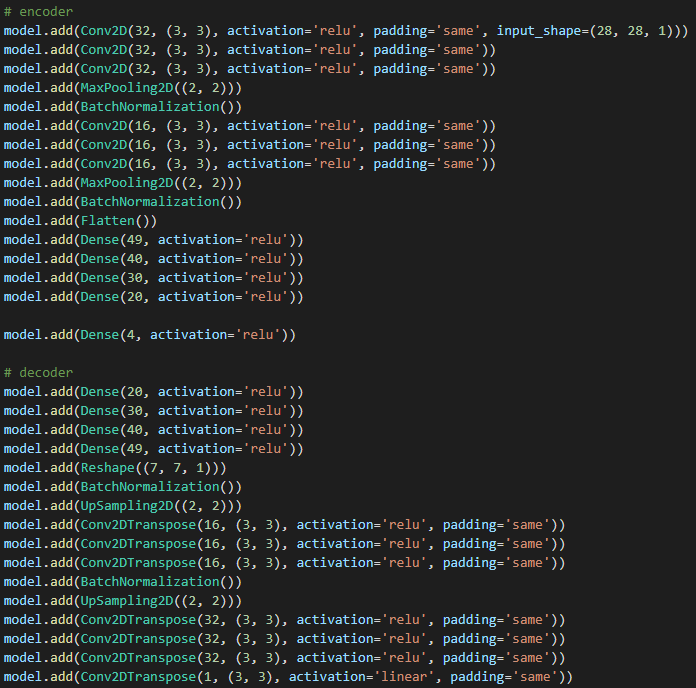 # encoder
model.add(Conv2D(32, (3, 3), activation='relu', padding='same', input_shape=(28, 28, 1)))
model.add(Conv2D(32, (3, 3), activation='relu', padding='same'))
model.add(Conv2D(32, (3, 3), activation='relu', padding='same'))
model.add(MaxPooling2D((2, 2)))
model.add(BatchNormalization())
model.add(Conv2D(16, (3, 3), activation='relu', padding='same'))
model.add(Conv2D(16, (3, 3), activation='relu', padding='same'))
model.add(Conv2D(16, (3, 3), activation='relu', padding='same'))
model.add(MaxPooling2D((2, 2)))
model.add(BatchNormalization())
model.add(Flatten())
model.add(Dense(49, activation='relu'))
model.add(Dense(40, activation='relu'))
model.add(Dense(30, activation='relu'))
model.add(Dense(20, activation='relu'))

model.add(Dense(4, activation='relu'))

# decoder
model.add(Dense(20, activation='relu'))
model.add(Dense(30, activation='relu'))
model.add(Dense(40, activation='relu'))
model.add(Dense(49, activation='relu'))
model.add(Reshape((7, 7, 1)))
model.add(BatchNormalization())
model.add(UpSampling2D((2, 2)))
model.add(Conv2DTranspose(16, (3, 3), activation='relu', padding='same'))
model.add(Conv2DTranspose(16, (3, 3), activation='relu', padding='same'))
model.add(Conv2DTranspose(16, (3, 3), activation='relu', padding='same'))
model.add(BatchNormalization())
model.add(UpSampling2D((2, 2)))
model.add(Conv2DTranspose(32, (3, 3), activation='relu', padding='same'))
model.add(Conv2DTranspose(32, (3, 3), activation='relu', padding='same'))
model.add(Conv2DTranspose(32, (3, 3), activation='relu', padding='same'))
model.add(Conv2DTranspose(1, (3, 3), activation='linear', padding='same'))